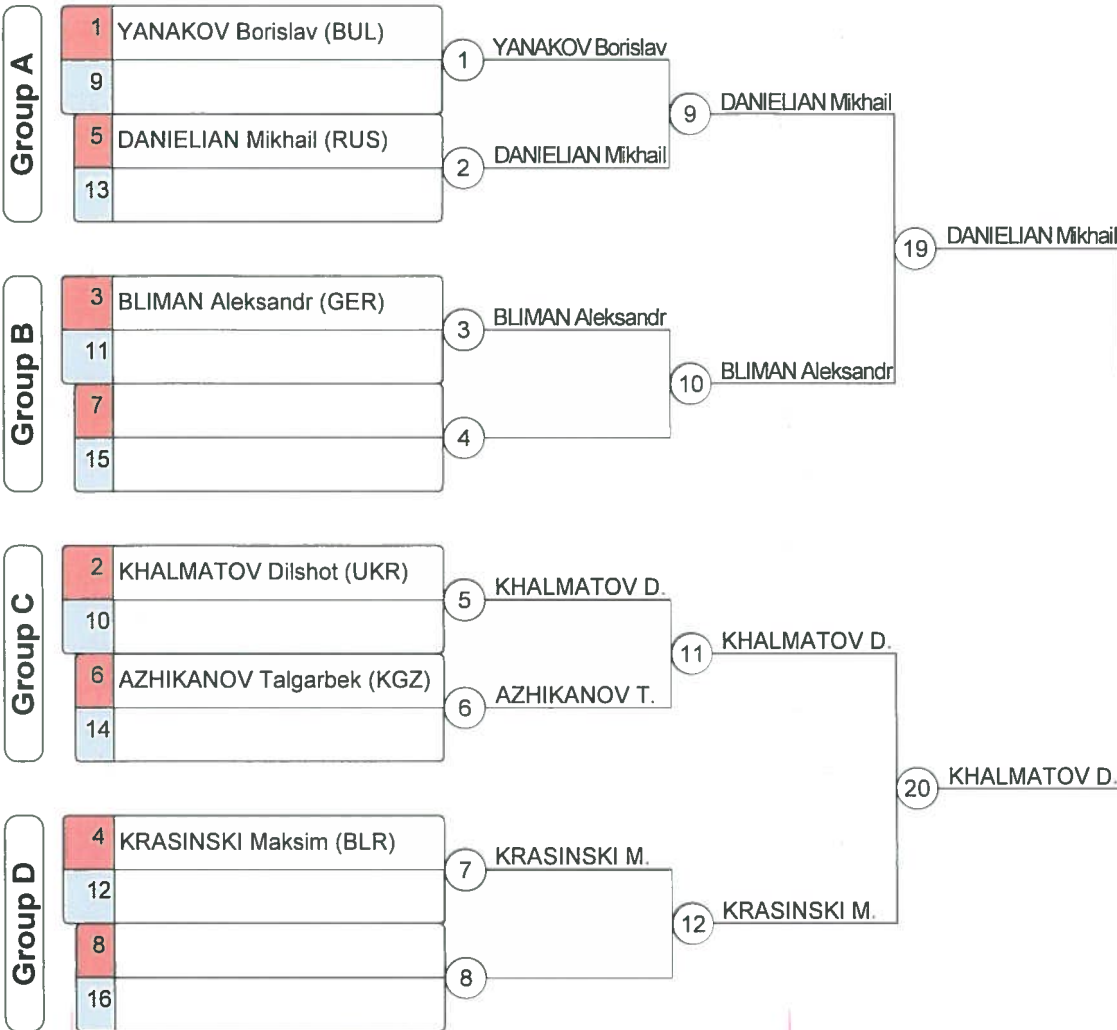 Group A
1 YANAKOV Borislav (BUL)
9
5 DANIELIAN Mikhail (RUS)
13
1 YANAKOV Borislav
2 DANIELIAN Mikhail
9 DANIELIAN Mikhail
Group B
3 BLIMAN Aleksandr (GER)
11
7
15
3 BLIMAN Aleksandr
4
10 BLIMAN Aleksandr
19 DANIELIAN Mikhail
Group C
2 KHALMATOV Dilshot (UKR)
10
6 AZHIKANOV Talgarbek (KGZ)
14
5 KHALMATOV D.
6 AZHIKANOV T.
11 KHALMATOV D.
Group D
4 KRASINSKI Maksim (BLR)
12
8
16
7 KRASINSKI M.
8
12 KRASINSKI M.
20 KHALMATOV D.